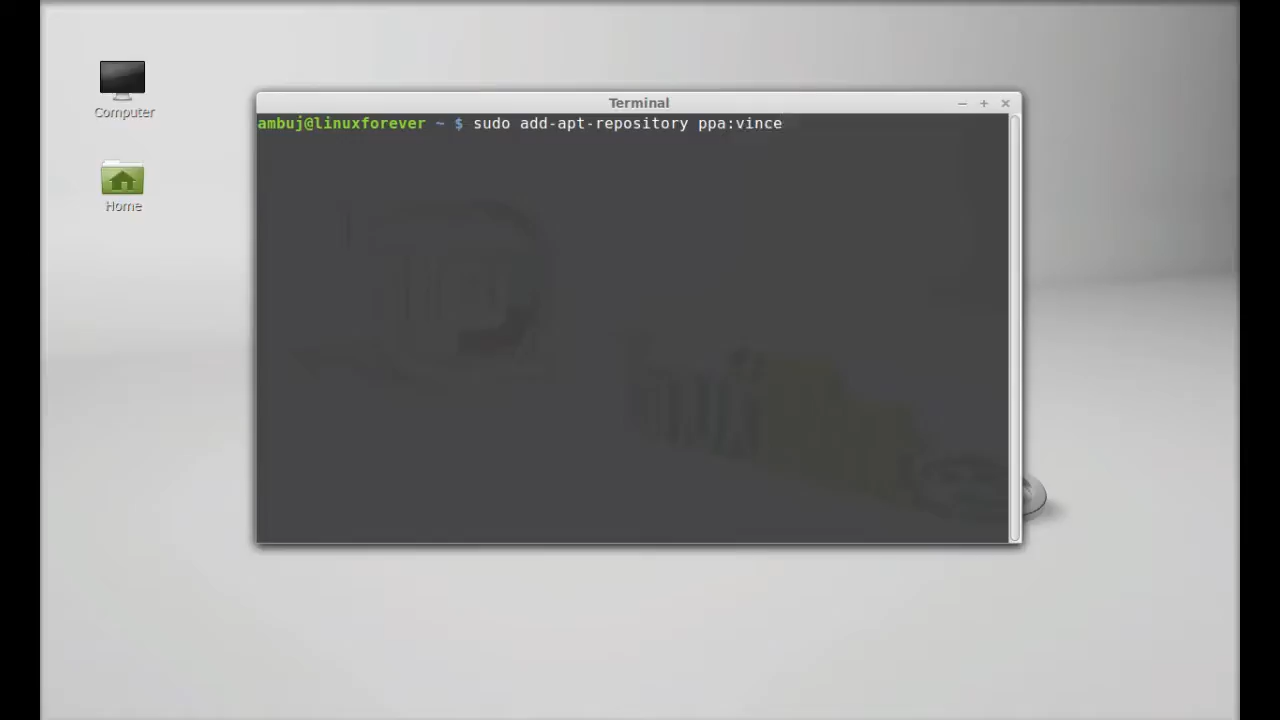 Computer
Home
Terminal
ambuj@linuxforever ~ $ sudo add-apt-repository ppa:vince